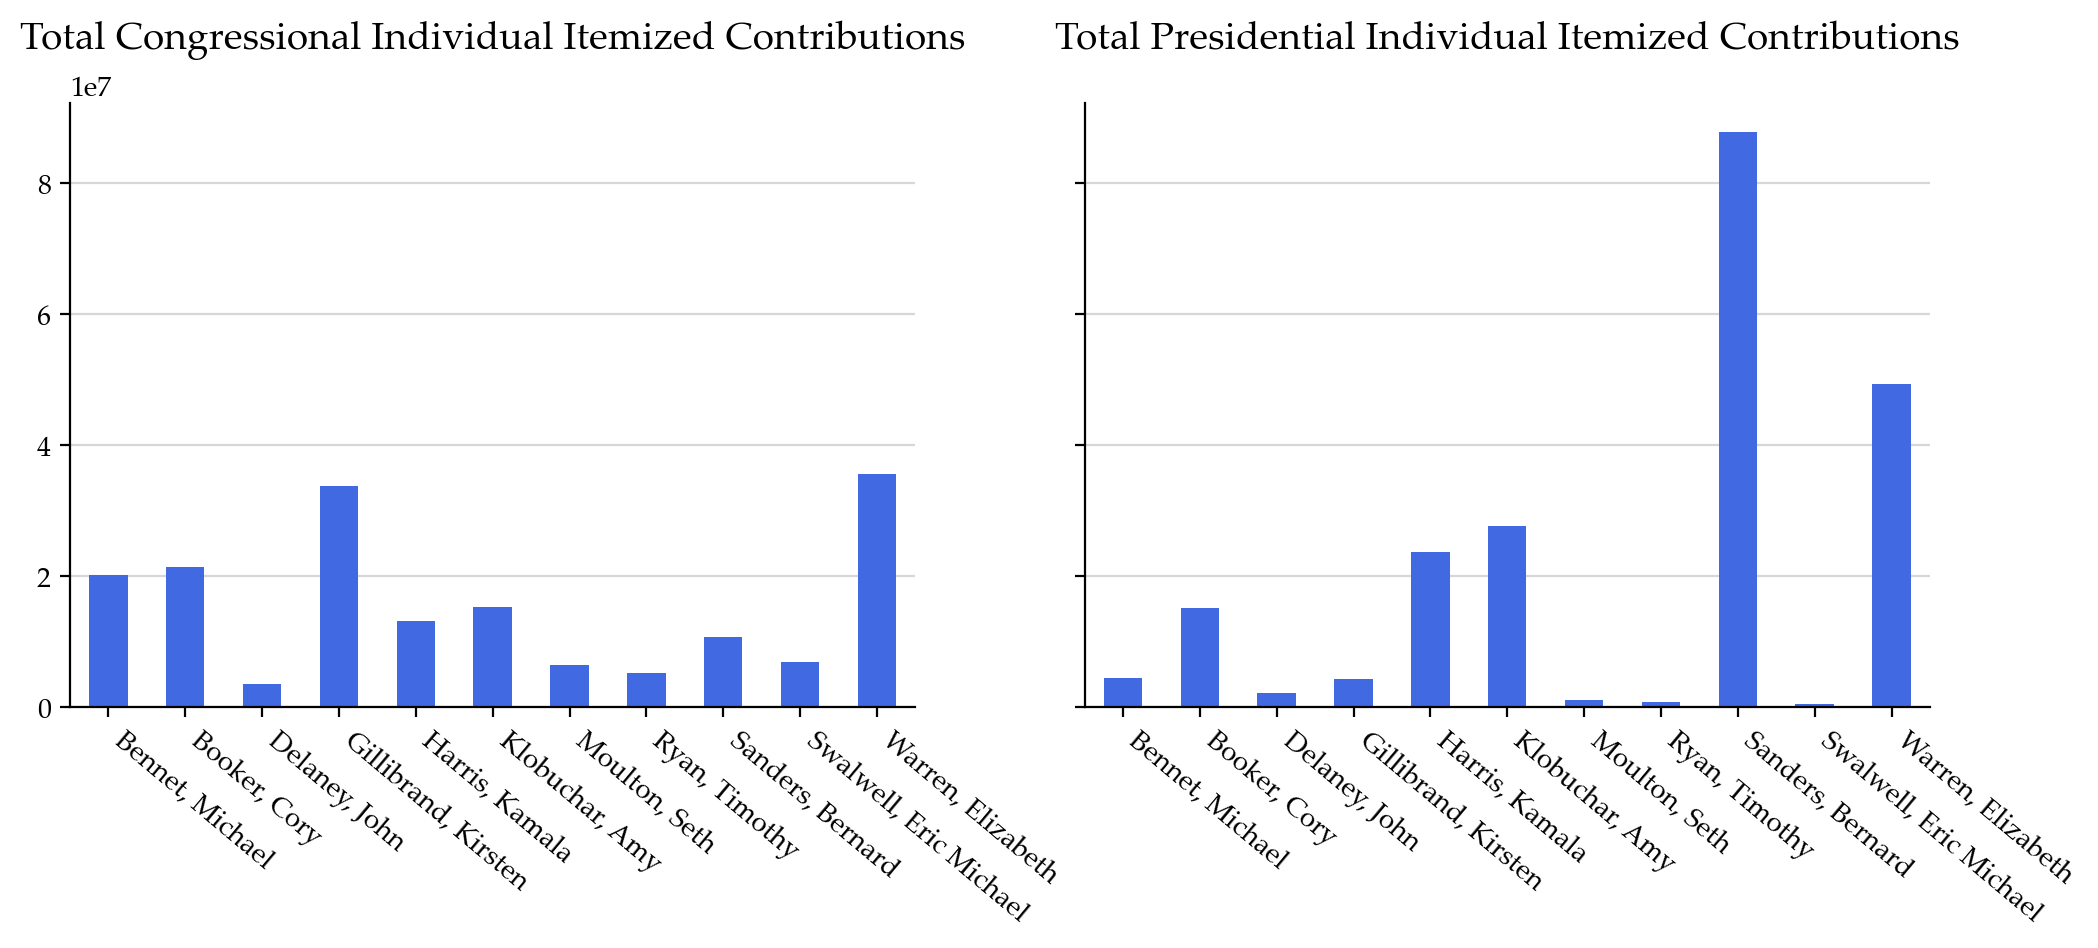 Total Congressional Individual Itemized Contributions
1e7
8
6
4
2
0
Bennet, Michael
Booker, Cory
Delaney, John
Gillibrand, Kirsten
Harris, Kamala
Klobuchar, Amy
Moulton, Seth
Ryan, Timothy
Sanders, Bernard
Swalwell, Eric Michael
Warren, Elizabeth
Total Presidential Individual Itemized Contributions
Bennet, Michael
Booker, Cory
Delaney, John
Gillibrand, Kirsten
Harris, Kamala
Klobuchar, Amy
Moulton, Seth
Ryan, Timothy
Sanders, Bernard
Swalwell, Eric Michael
Warren, Elizabeth